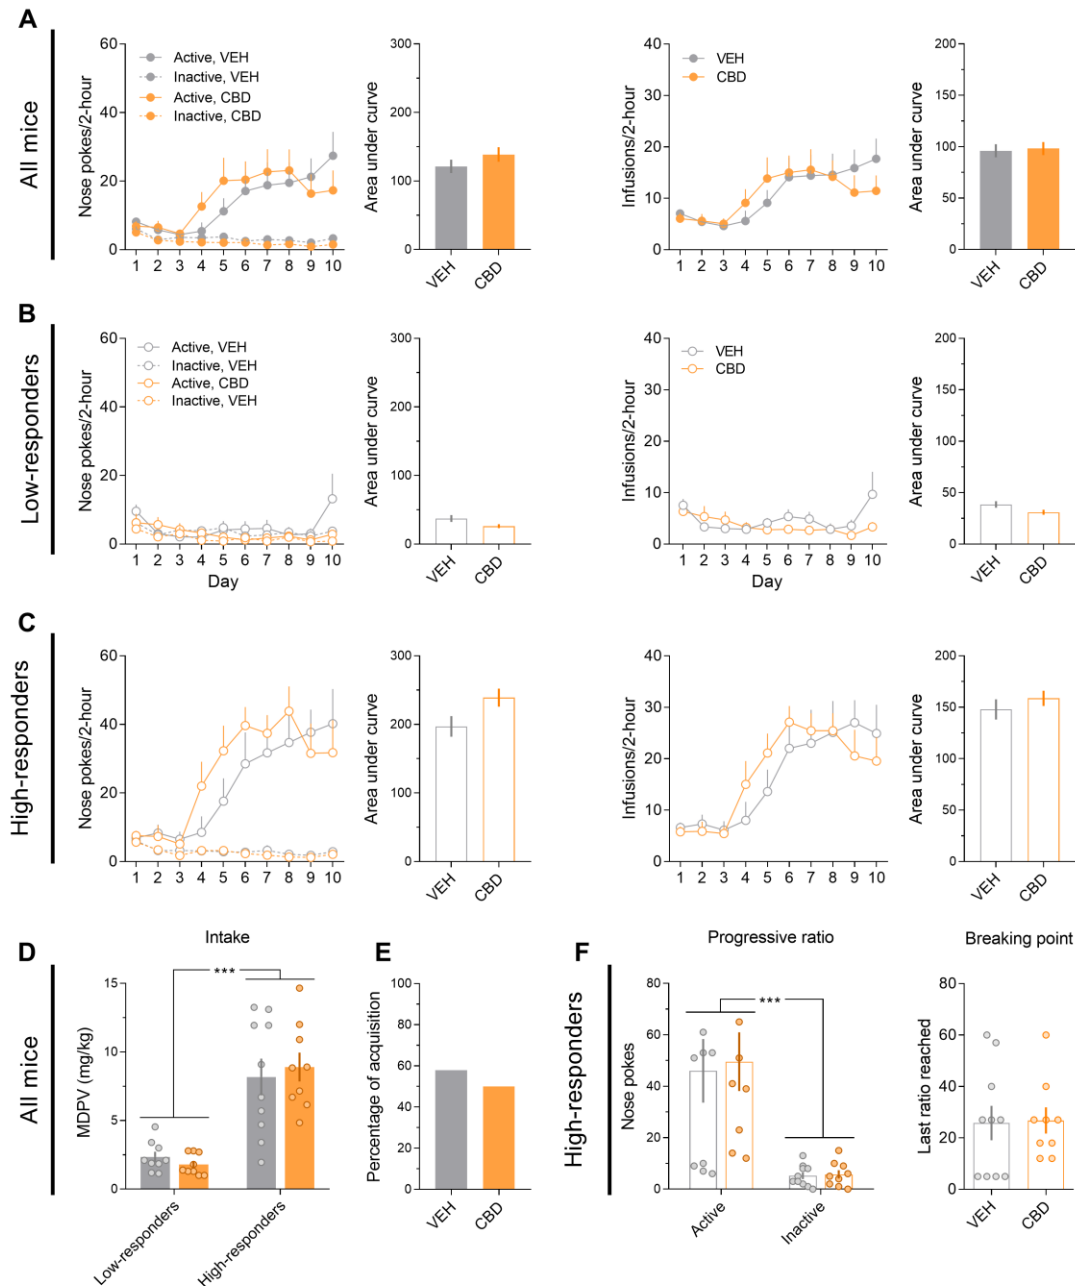 A
All mice
Nose pokes/2-hour
60
40
20
0
1 2 3 4 5 6 7 8 9 10
Active, VEH
Inactive, VEH
Active, CBD
Inactive, CBD
Area under curve
300
200
100
0
VEH
CBD
Infusions/2-hour
40
30
20
10
0
1 2 3 4 5 6 7 8 9 10
VEH
CBD
Area under curve
200
150
100
50
0
VEH
CBD
B
Low-responders
Nose pokes/2-hour
60
40
20
0
1 2 3 4 5 6 7 8 9 10
Day
Active, VEH
Inactive, VEH
Active, CBD
Inactive, VEH
Area under curve
300
200
100
0
VEH
CBD
Infusions/2-hour
40
30
20
10
0
1 2 3 4 5 6 7 8 9 10
Day
VEH
CBD
Area under curve
200
150
100
50
0
VEH
CBD
C
High-responders
Nose pokes/2-hour
60
40
20
0
1 2 3 4 5 6 7 8 9 10
Area under curve
300
200
100
0
VEH
CBD
Infusions/2-hour
40
30
20
10
0
1 2 3 4 5 6 7 8 9 10
Area under curve
200
150
100
50
0
VEH
CBD
D
All mice
Intake
MDPV (mg/kg)
15
10
5
0
***
Low-responders
High-responders
E
Percentage of acquisition
100
80
60
40
20
0
VEH
CBD
F
High-responders
Progressive ratio
Nose pokes
80
60
40
20
0
***
Active
Inactive
Breaking point
Last ratio reached
80
60
40
20
0
VEH
CBD